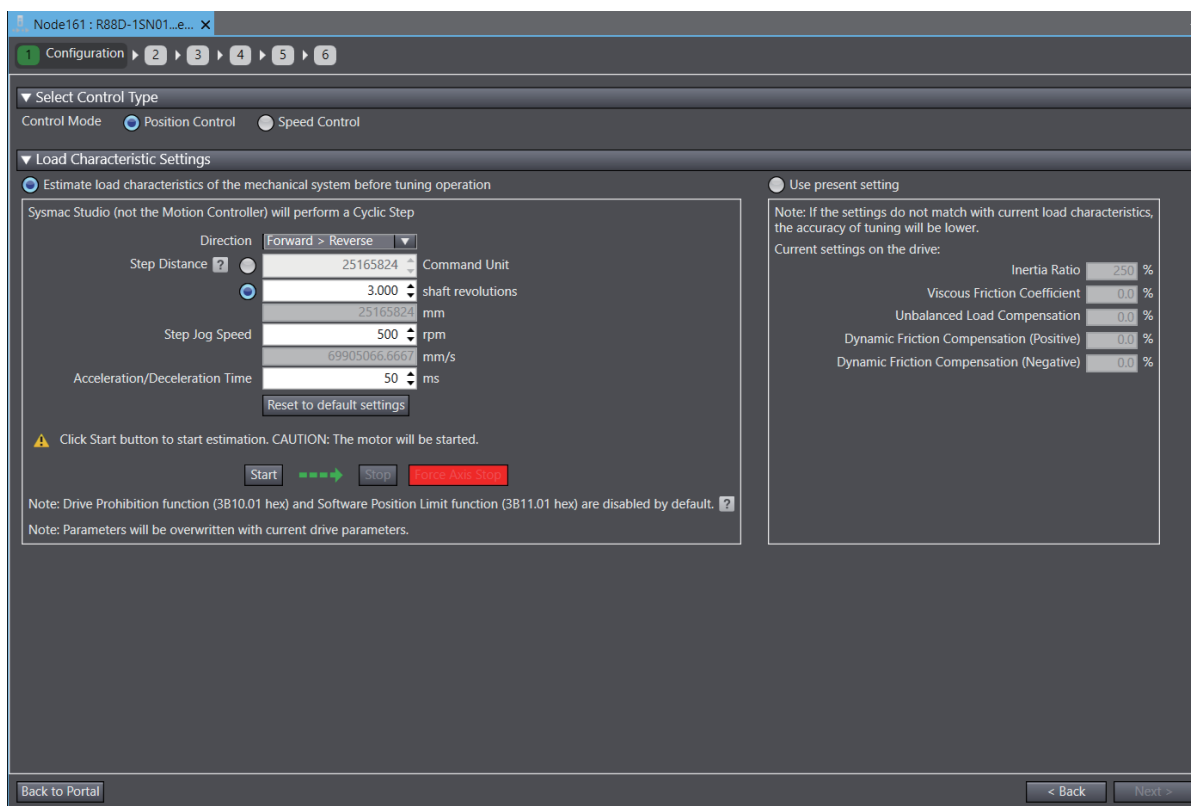 Node161 : R88D-1SN01...e... ✕
1 Configuration 2 3 4 5 6
Select Control Type
Control Mode Position Control Speed Control
Load Characteristic Settings
Estimate load characteristics of the mechanical system before tuning operation
Sysmac Studio (not the Motion Controller) will perform a Cyclic Step
Direction Forward > Reverse
Step Distance ? 25165824 Command Unit
3.000 shaft revolutions
25165824 mm
Step Jog Speed 500 rpm
69905066.6667 mm/s
Acceleration/Deceleration Time 50 ms
Reset to default settings
Click Start button to start estimation. CAUTION: The motor will be started.
Start Stop Force Axis Stop
Note: Drive Prohibition function (3B10.01 hex) and Software Position Limit function (3B11.01 hex) are disabled by default. ?
Note: Parameters will be overwritten with current drive parameters.
Use present setting
Note: If the settings do not match with current load characteristics,
the accuracy of tuning will be lower.
Current settings on the drive:
Inertia Ratio 250 %
Viscous Friction Coefficient 0.0 %
Unbalanced Load Compensation 0.0 %
Dynamic Friction Compensation (Positive) 0.0 %
Dynamic Friction Compensation (Negative) 0.0 %
Back to Portal
< Back Next >